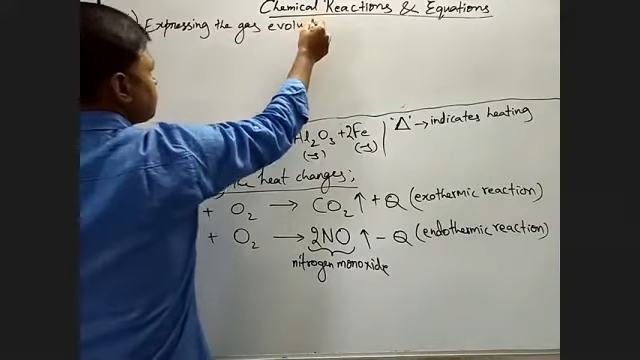 Chemical Reactions & Equations
) Expressing the gas evolu
Al₂O₃ + 2Fe | "Δ" → indicates heating
(s) (s)
the heat changes:
+ O₂ → CO₂↑ + Q (exothermic reaction)
+ O₂ → 2NO↑ - Q (endothermic reaction)
nitrogen monoxide